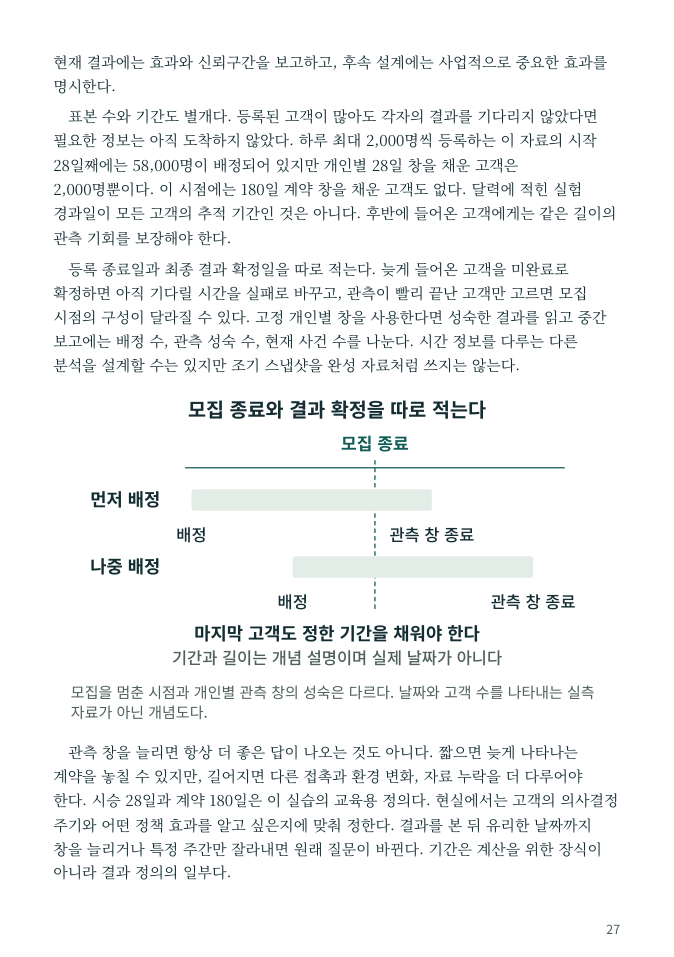 현재 결과에는 효과와 신뢰구간을 보고하고, 후속 설계에는 사업적으로 중요한 효과를
명시한다.
표본 수와 기간도 별개다. 등록된 고객이 많아도 각자의 결과를 기다리지 않았다면
필요한 정보는 아직 도착하지 않았다. 하루 최대 2,000명씩 등록하는 이 자료의 시작
28일째에는 58,000명이 배정되어 있지만 개인별 28일 창을 채운 고객은
2,000명뿐이다. 이 시점에는 180일 계약 창을 채운 고객도 없다. 달력에 적힌 실험
경과일이 모든 고객의 추적 기간인 것은 아니다. 후반에 들어온 고객에게는 같은 길이의
관측 기회를 보장해야 한다.
등록 종료일과 최종 결과 확정일을 따로 적는다. 늦게 들어온 고객을 미완료로
확정하면 아직 기다릴 시간을 실패로 바꾸고, 관측이 빨리 끝난 고객만 고르면 모집
시점의 구성이 달라질 수 있다. 고정 개인별 창을 사용한다면 성숙한 결과를 읽고 중간
보고에는 배정 수, 관측 성숙 수, 현재 사건 수를 나눈다. 시간 정보를 다루는 다른
분석을 설계할 수는 있지만 조기 스냅샷을 완성 자료처럼 쓰지는 않는다.
모집 종료와 결과 확정을 따로 적는다
모집 종료
먼저 배정
배정
관측 창 종료
나중 배정
배정
관측 창 종료
마지막 고객도 정한 기간을 채워야 한다
기간과 길이는 개념 설명이며 실제 날짜가 아니다
모집을 멈춘 시점과 개인별 관측 창의 성숙은 다르다. 날짜와 고객 수를 나타내는 실측
자료가 아닌 개념도다.
관측 창을 늘리면 항상 더 좋은 답이 나오는 것도 아니다. 짧으면 늦게 나타나는
계약을 놓칠 수 있지만, 길어지면 다른 접촉과 환경 변화, 자료 누락을 더 다루어야
한다. 시승 28일과 계약 180일은 이 실습의 교육용 정의다. 현실에서는 고객의 의사결정
주기와 어떤 정책 효과를 알고 싶은지에 맞춰 정한다. 결과를 본 뒤 유리한 날짜까지
창을 늘리거나 특정 주간만 잘라내면 원래 질문이 바뀐다. 기간은 계산을 위한 장식이
아니라 결과 정의의 일부다.
27